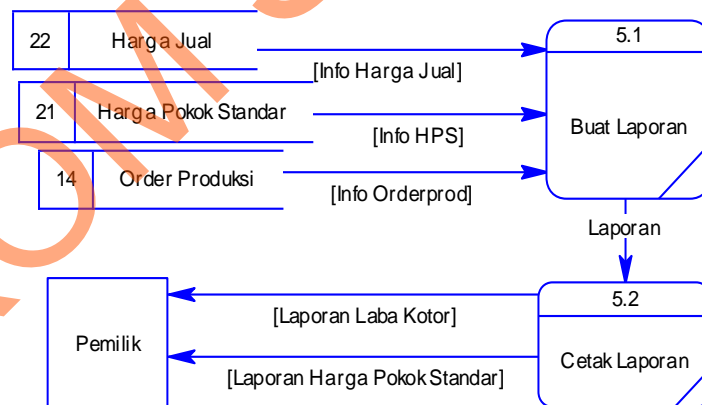 22 Harga Jual
[Info Harga Jual]
5.1
Buat Laporan
21 Harga Pokok Standar
[Info HPS]
14 Order Produksi
[Info Orderprod]
Laporan
5.2
Cetak Laporan
[Laporan Laba Kotor]
Pemilik
[Laporan Harga Pokok Standar]
OM S